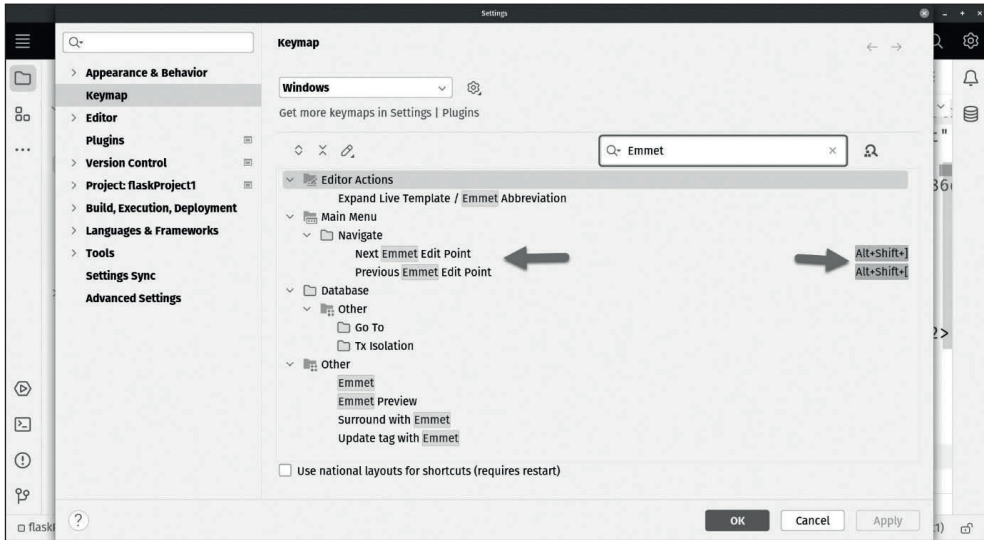 Settings
Appearance & Behavior
Keymap
Editor
Plugins
Version Control
Project: flaskProject1
Build, Execution, Deployment
Languages & Frameworks
Tools
Settings Sync
Advanced Settings
Keymap
Windows
Get more keymaps in Settings | Plugins
Emmet
Editor Actions
Expand Live Template / Emmet Abbreviation
Main Menu
Navigate
Next Emmet Edit Point Alt+Shift+]
Previous Emmet Edit Point Alt+Shift+[
Database
Other
Go To
Tx Isolation
Other
Emmet
Emmet Preview
Surround with Emmet
Update tag with Emmet
Use national layouts for shortcuts (requires restart)
? OK Cancel Apply